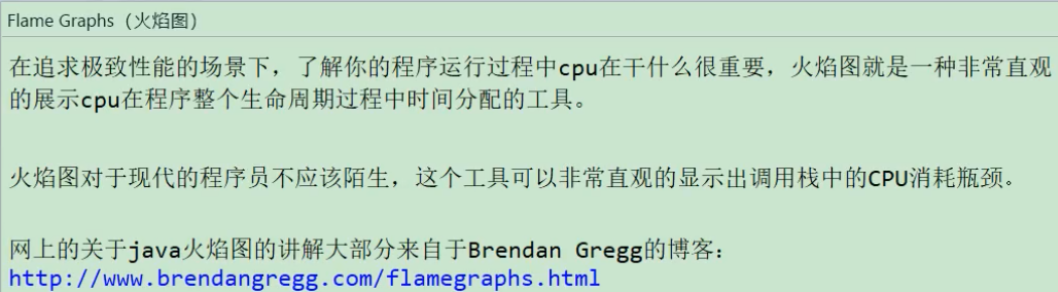 Flame Graphs（火焰图）
在追求极致性能的场景下，了解你的程序运行过程中cpu在干什么很重要，火焰图就是一种非常直观
的展示cpu在程序整个生命周期过程中时间分配的工具。
火焰图对于现代的程序员不应该陌生，这个工具可以非常直观的显示出调用栈中的CPU消耗瓶颈。
网上的关于java火焰图的讲解大部分来自于Brendan Gregg的博客：
http://www.brendangregg.com/flamegraphs.html